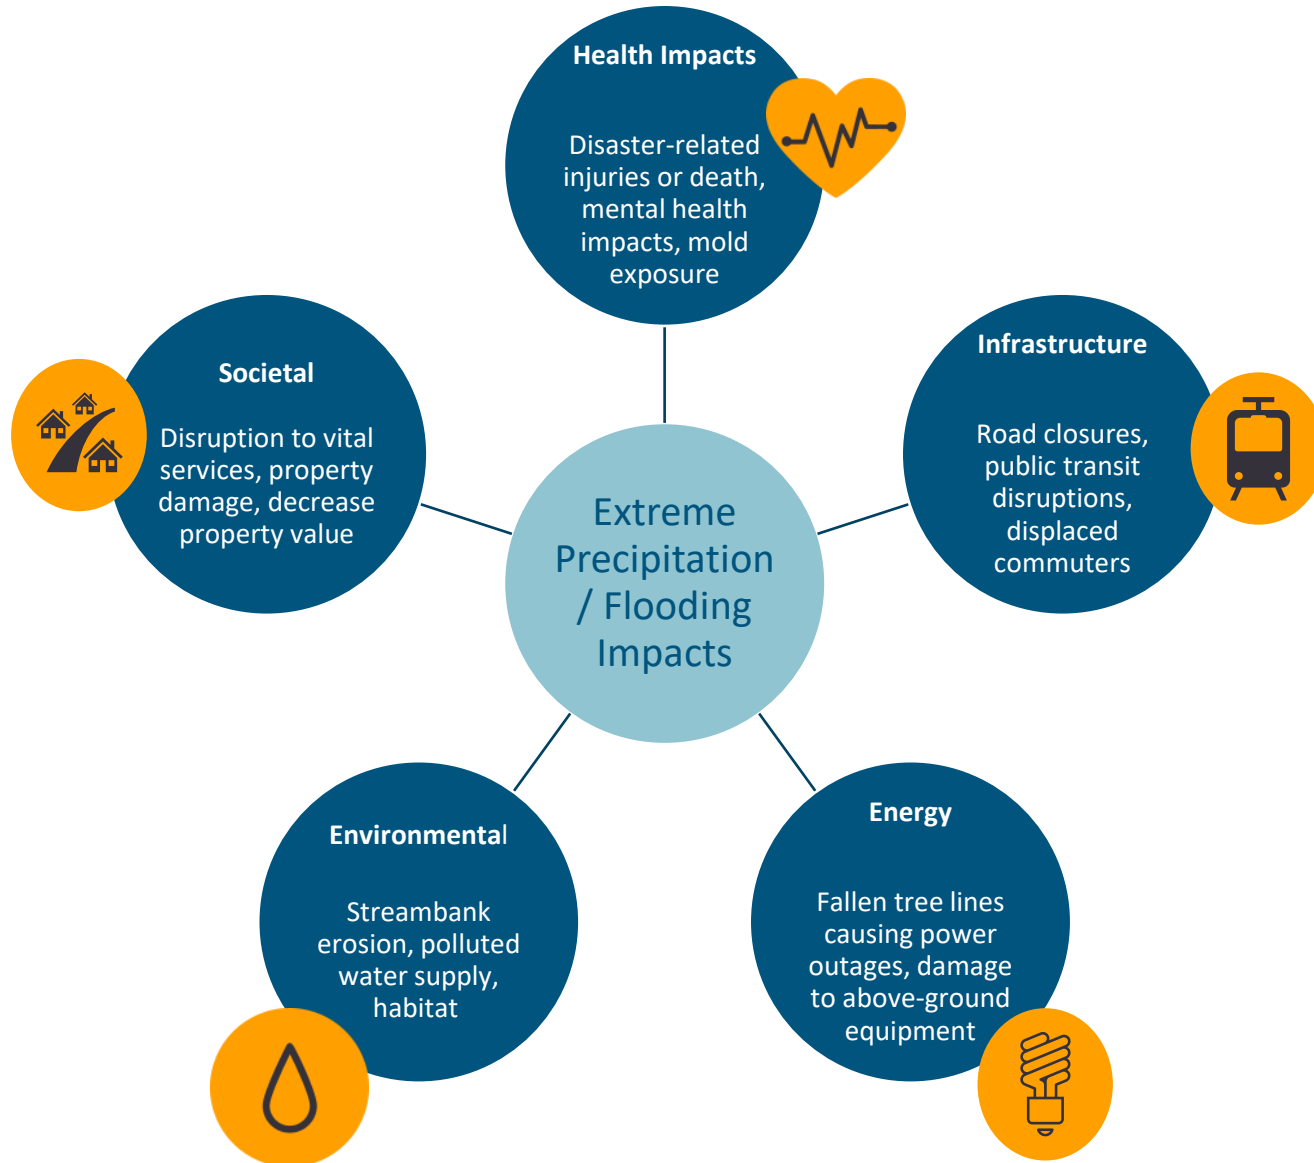 Health Impacts
Disaster-related
injuries or death,
mental health
impacts, mold
exposure
Infrastructure
Road closures,
public transit
disruptions,
displaced
commuters
Societal
Disruption to vital
services, property
damage, decrease
property value
Extreme
Precipitation
/ Flooding
Impacts
Environmental
Streambank
erosion, polluted
water supply,
habitat
Energy
Fallen tree lines
causing power
outages, damage
to above-ground
equipment